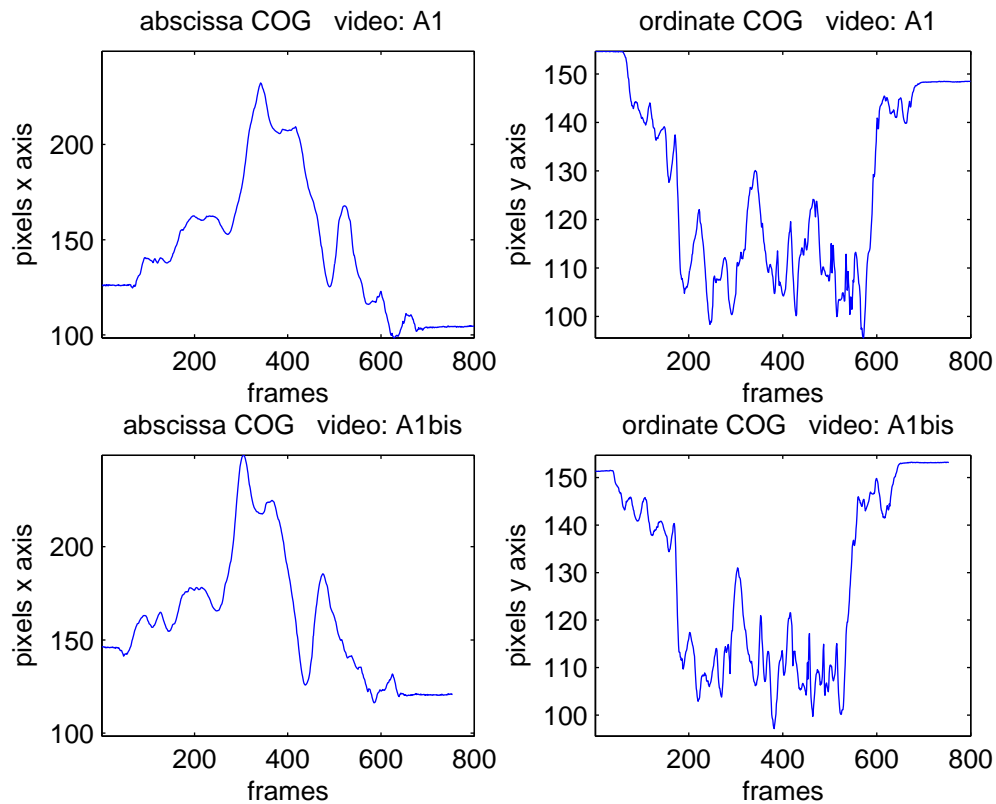 abscissa COG   video: A1
pixels x axis
200
150
100
200 400 600 800
frames
ordinate COG   video: A1
pixels y axis
150
140
130
120
110
100
200 400 600 800
frames
abscissa COG   video: A1bis
pixels x axis
200
150
100
200 400 600 800
frames
ordinate COG   video: A1bis
pixels y axis
150
140
130
120
110
100
200 400 600 800
frames